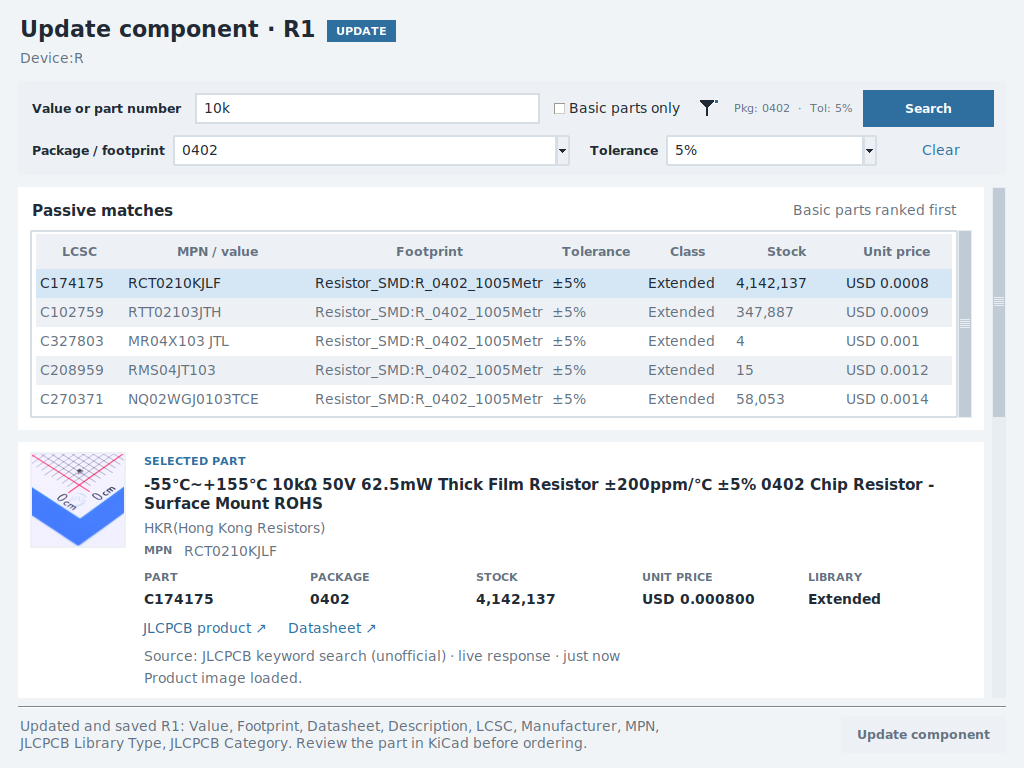 Update component · R1 UPDATE
Device:R
Value or part number 10k Basic parts only Pkg: 0402 · Tol: 5% Search
Package / footprint 0402 Tolerance 5% Clear
Passive matches Basic parts ranked first
LCSC MPN / value Footprint Tolerance Class Stock Unit price
C174175 RCT0210KJLF Resistor_SMD:R_0402_1005Metr ±5% Extended 4,142,137 USD 0.0008
C102759 RTT02103JTH Resistor_SMD:R_0402_1005Metr ±5% Extended 347,887 USD 0.0009
C327803 MR04X103 JTL Resistor_SMD:R_0402_1005Metr ±5% Extended 4 USD 0.001
C208959 RMS04JT103 Resistor_SMD:R_0402_1005Metr ±5% Extended 15 USD 0.0012
C270371 NQ02WGJ0103TCE Resistor_SMD:R_0402_1005Metr ±5% Extended 58,053 USD 0.0014
0cm 0cm
SELECTED PART
-55℃~+155℃ 10kΩ 50V 62.5mW Thick Film Resistor ±200ppm/℃ ±5% 0402 Chip Resistor -
Surface Mount ROHS
HKR(Hong Kong Resistors)
MPN RCT0210KJLF
PART PACKAGE STOCK UNIT PRICE LIBRARY
C174175 0402 4,142,137 USD 0.000800 Extended
JLCPCB product ↗ Datasheet ↗
Source: JLCPCB keyword search (unofficial) · live response · just now
Product image loaded.
Updated and saved R1: Value, Footprint, Datasheet, Description, LCSC, Manufacturer, MPN,
JLCPCB Library Type, JLCPCB Category. Review the part in KiCad before ordering.
Update component